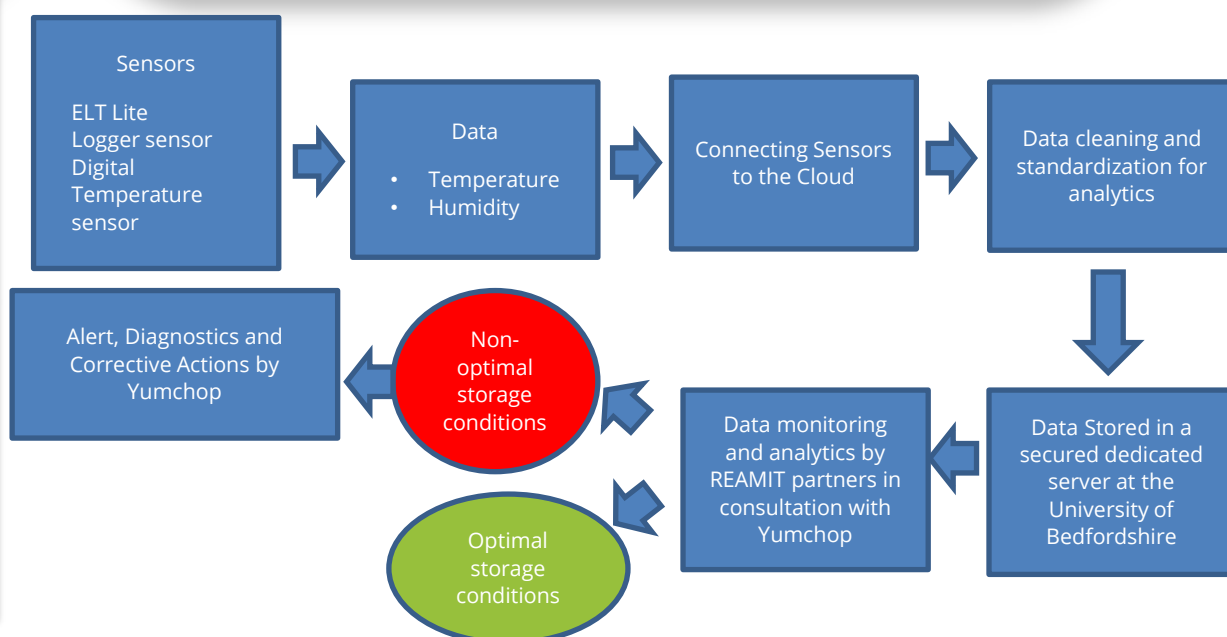 Sensors
ELT Lite
Logger sensor
Digital
Temperature
sensor
Data
• Temperature
• Humidity
Connecting Sensors
to the Cloud
Data cleaning and
standardization for
analytics
Data Stored in a
secured dedicated
server at the
University of
Bedfordshire
Data monitoring
and analytics by
REAMIT partners in
consultation with
Yumchop
Non-
optimal
storage
conditions
Optimal
storage
conditions
Alert, Diagnostics and
Corrective Actions by
Yumchop